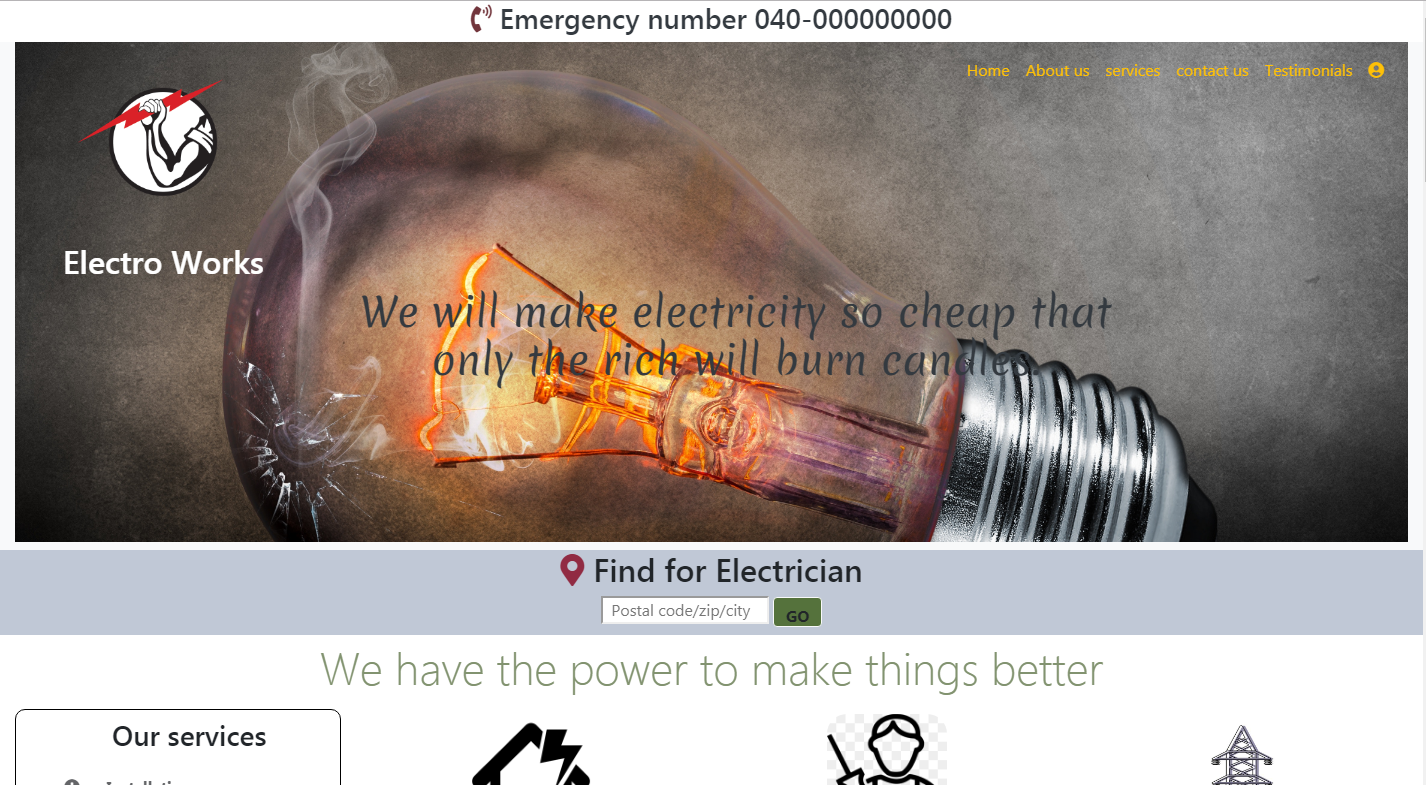 Emergency number 040-000000000
Home About us services contact us Testimonials
Electro Works
We will make electricity so cheap that
only the rich will burn candles.
Find for Electrician
Postal code/zip/city GO
We have the power to make things better
Our services